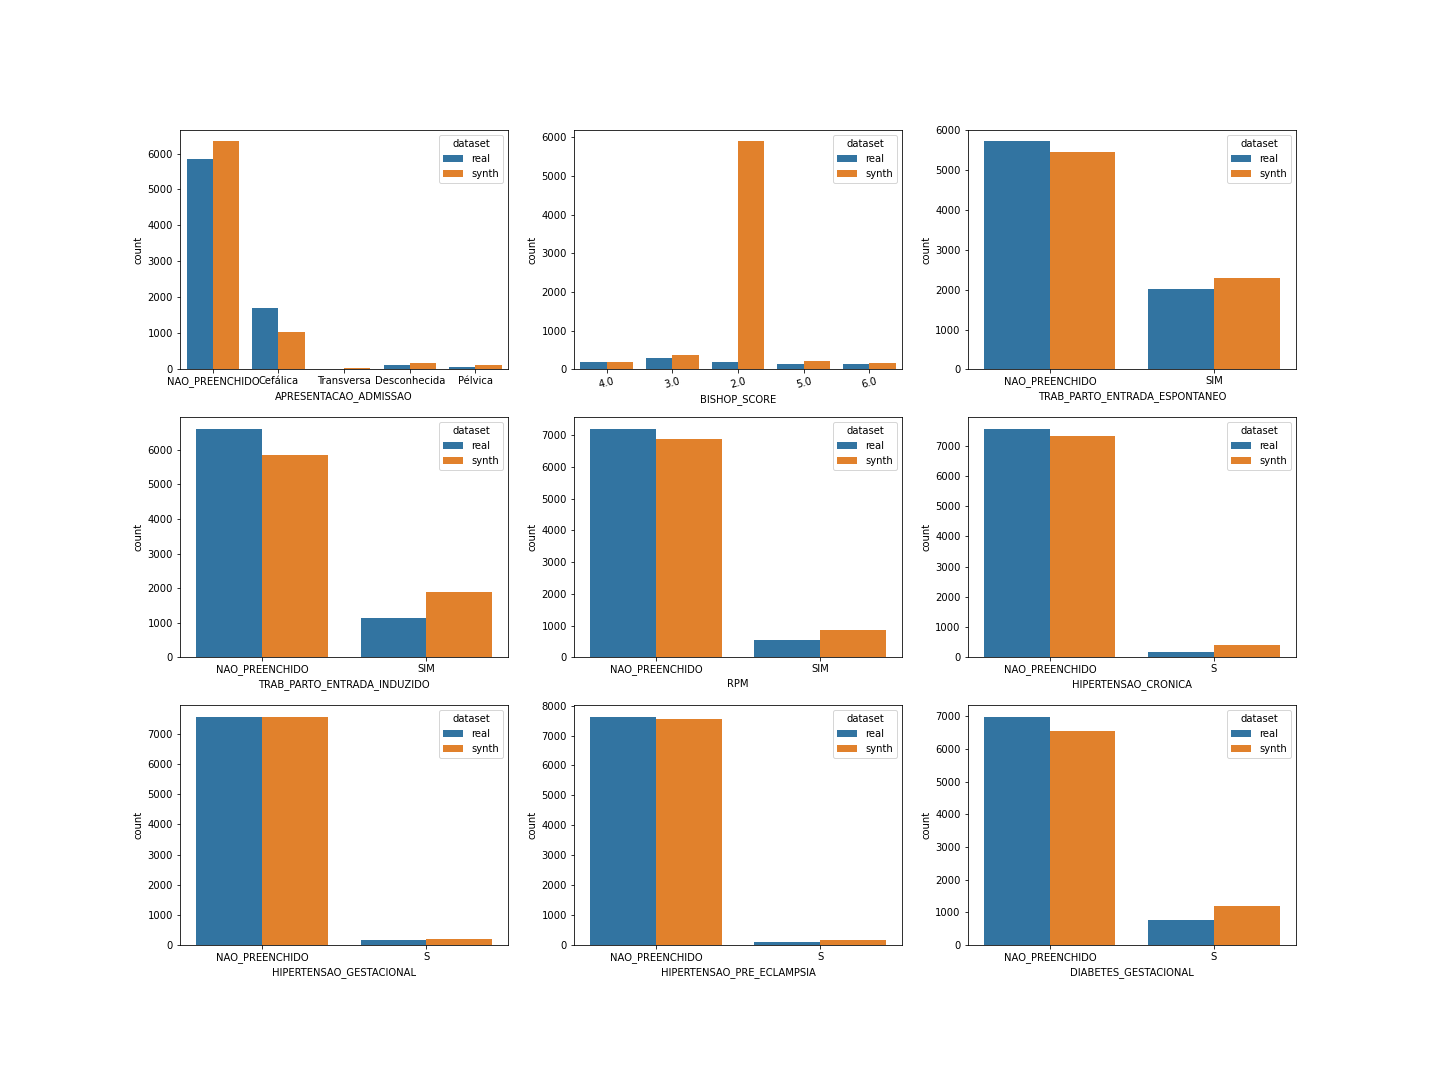 dataset
real
synth
6000
5000
4000
3000
2000
1000
0
count
NAO_PREENCHIDO Cefálica Transversa Desconhecida Pélvica
APRESENTACAO_ADMISSAO
dataset
real
synth
6000
5000
4000
3000
2000
1000
0
count
4.0 3.0 2.0 5.0 6.0
BISHOP_SCORE
dataset
real
synth
6000
5000
4000
3000
2000
1000
0
count
NAO_PREENCHIDO SIM
TRAB_PARTO_ENTRADA_ESPONTANEO
dataset
real
synth
6000
5000
4000
3000
2000
1000
0
count
NAO_PREENCHIDO SIM
TRAB_PARTO_ENTRADA_INDUZIDO
dataset
real
synth
7000
6000
5000
4000
3000
2000
1000
0
count
NAO_PREENCHIDO SIM
RPM
dataset
real
synth
7000
6000
5000
4000
3000
2000
1000
0
count
NAO_PREENCHIDO S
HIPERTENSAO_CRONICA
dataset
real
synth
7000
6000
5000
4000
3000
2000
1000
0
count
NAO_PREENCHIDO S
HIPERTENSAO_GESTACIONAL
dataset
real
synth
8000
7000
6000
5000
4000
3000
2000
1000
0
count
NAO_PREENCHIDO S
HIPERTENSAO_PRE_ECLAMPSIA
dataset
real
synth
7000
6000
5000
4000
3000
2000
1000
0
count
NAO_PREENCHIDO S
DIABETES_GESTACIONAL